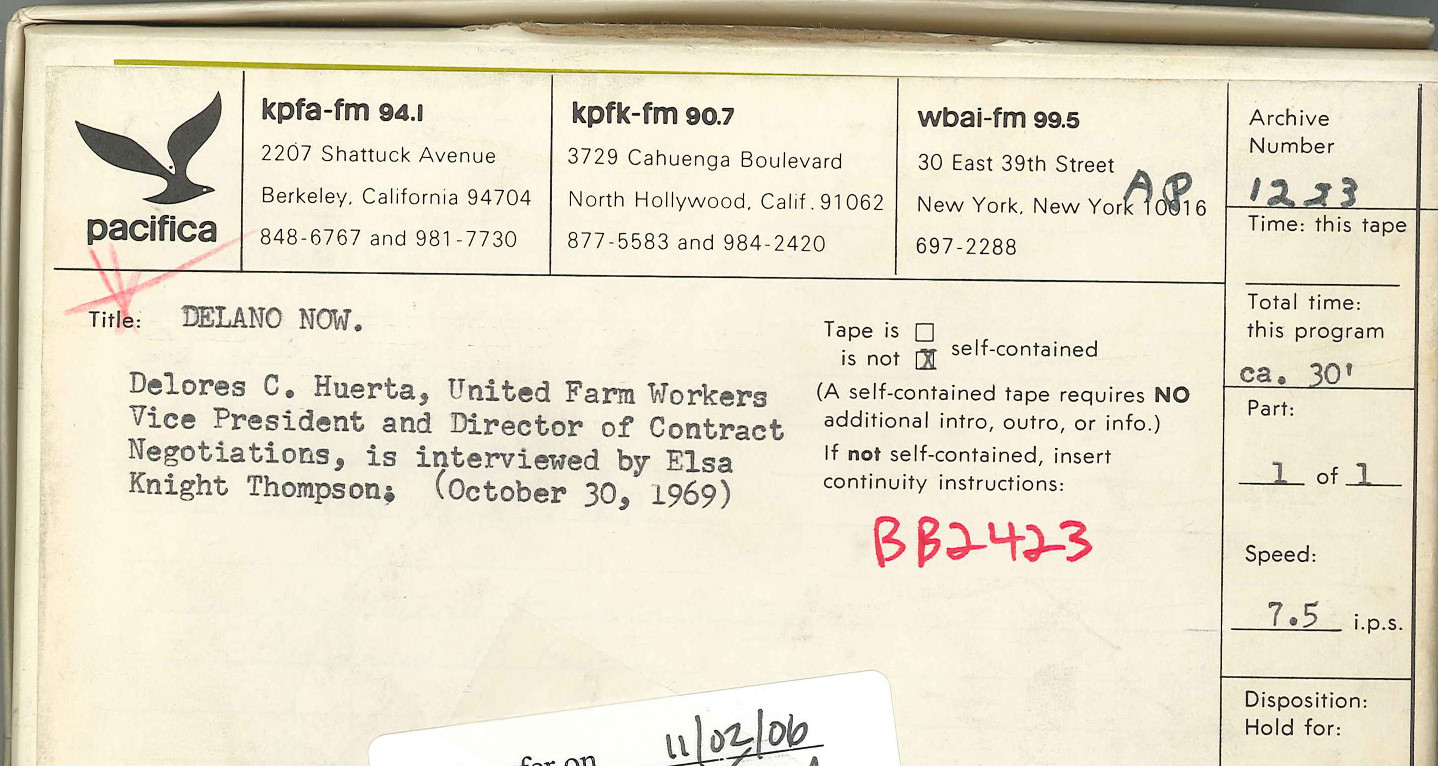 pacifica
kpfa-fm 94.1
2207 Shattuck Avenue
Berkeley, California 94704
848-6767 and 981-7730
kpfk-fm 90.7
3729 Cahuenga Boulevard
North Hollywood, Calif. 91062
877-5583 and 984-2420
wbai-fm 99.5
30 East 39th Street
New York, New York 10016
697-2288
AP
Archive
Number
1223
Time: this tape
Total time:
this program
ca. 30'
Part:
1 of 1
Speed:
7.5 i.p.s.
Disposition:
Hold for:
Title: DELANO NOW.
Delores C. Huerta, United Farm Workers
Vice President and Director of Contract
Negotiations, is interviewed by Elsa
Knight Thompson; (October 30, 1969)
Tape is
is not X self-contained
(A self-contained tape requires NO
additional intro, outro, or info.)
If not self-contained, insert
continuity instructions:
BB2423
11/02/06
on